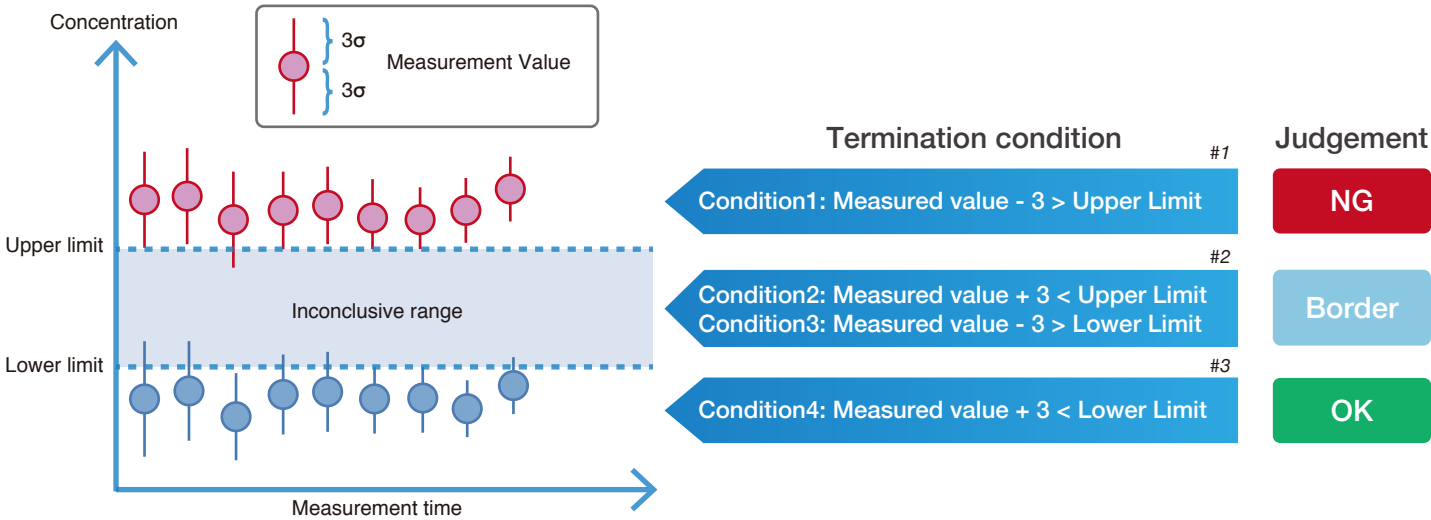 Concentration
3σ
Measurement Value
3σ
Termination condition
Judgement
#1
Condition1: Measured value - 3 > Upper Limit
NG
Upper limit
#2
Inconclusive range
Condition2: Measured value + 3 < Upper Limit
Condition3: Measured value - 3 > Lower Limit
Border
Lower limit
#3
Condition4: Measured value + 3 < Lower Limit
OK
Measurement time